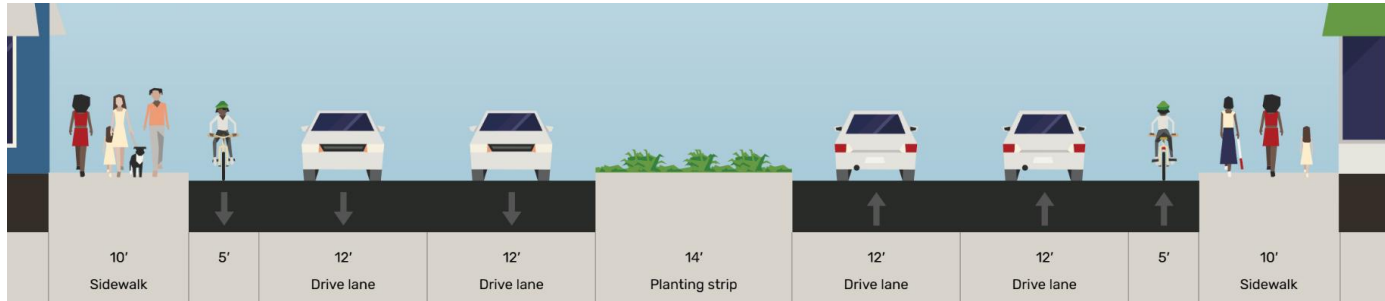 10′ 5′ 12′ 12′ 14′ 12′ 12′ 5′ 10′
Sidewalk Drive lane Drive lane Planting strip Drive lane Drive lane Sidewalk